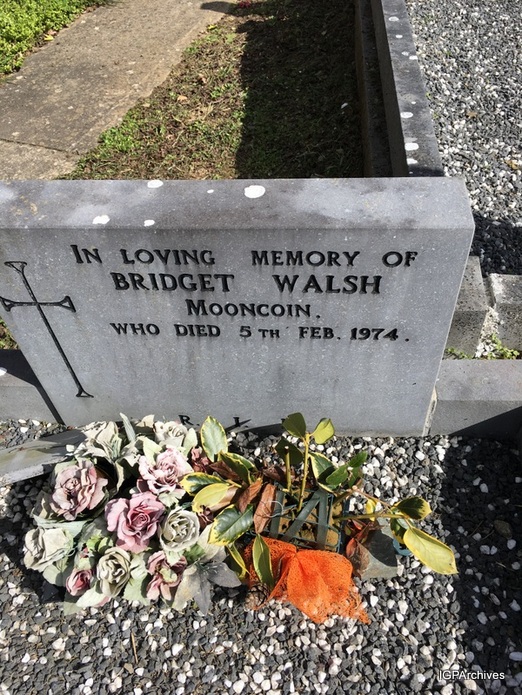 IN LOVING MEMORY OF
BRIDGET WALSH
MOONCOIN.
WHO DIED 5TH FEB. 1974.
IGPArchives